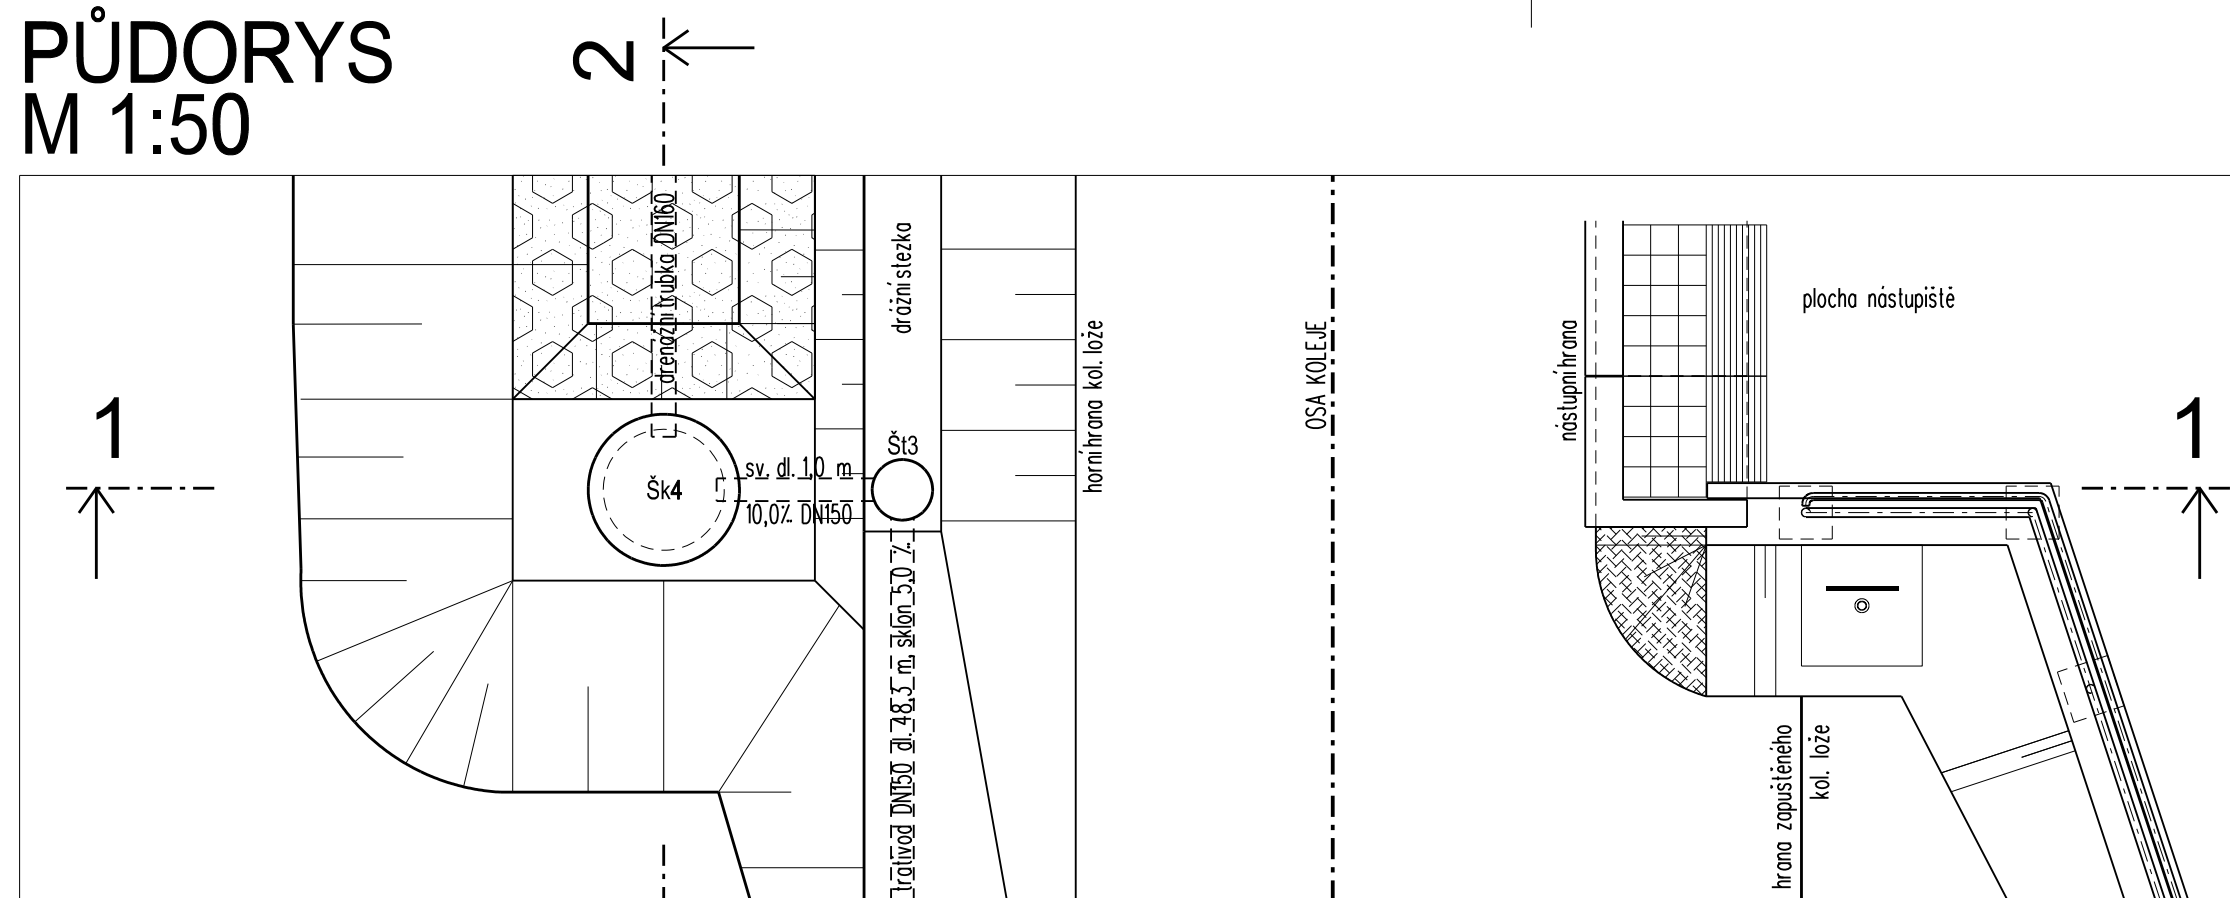 PŮDORYS
M 1:50
2
drenážní trubka DN160
drážní stezka
horní hrana kol. lože
OSA KOLEJE
nástupní hrana
plocha nástupiště
1
1
Šk4
sv. dl. 1,0 m
10,0% DN150
Št3
trativod DN150 dl. 48,3 m, sklon 5,0 %
hrana zapuštěného
kol. lože